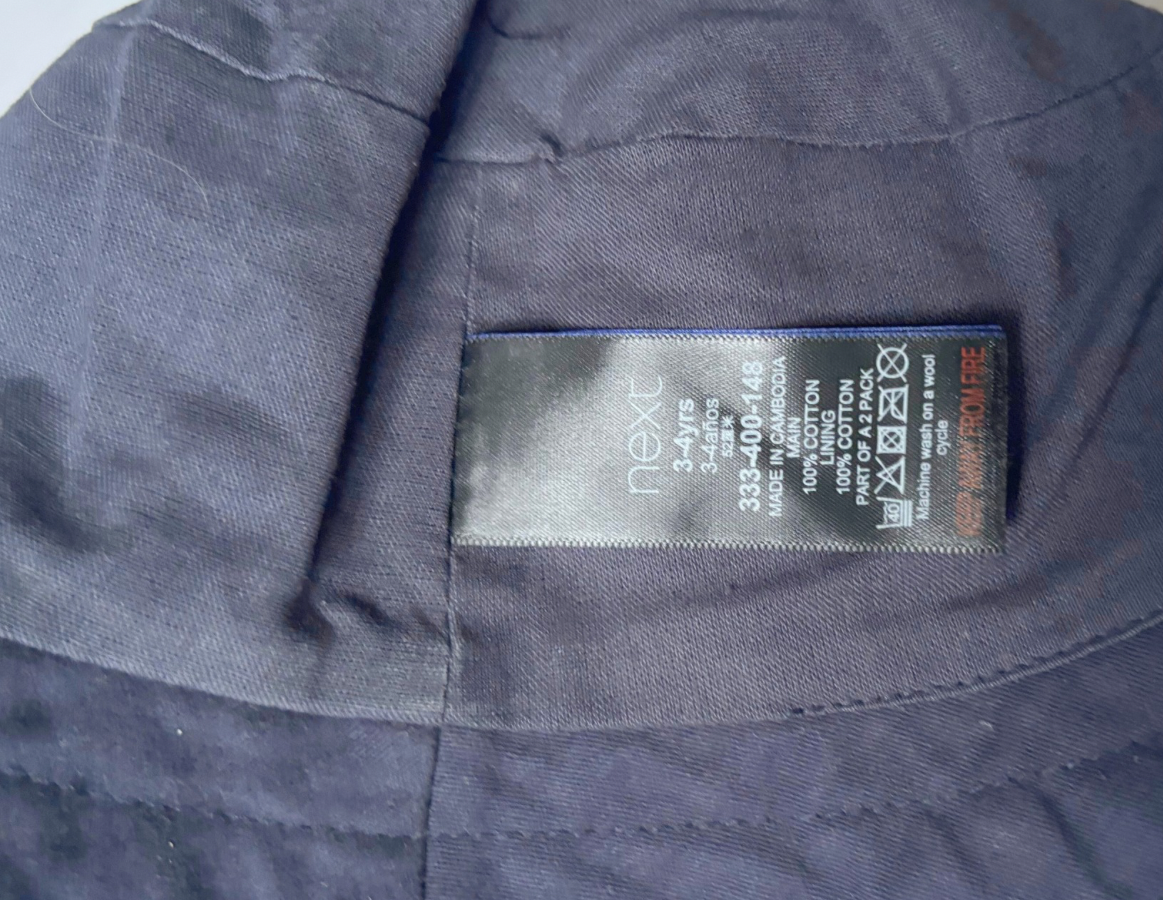 next
3-4yrs
3-4años
333-400-148
MADE IN CAMBODIA
MAIN
100% COTTON
LINING
100% COTTON
PART OF A 2 PACK
40
Machine wash on a wool
cycle
KEEP AWAY FROM FIRE